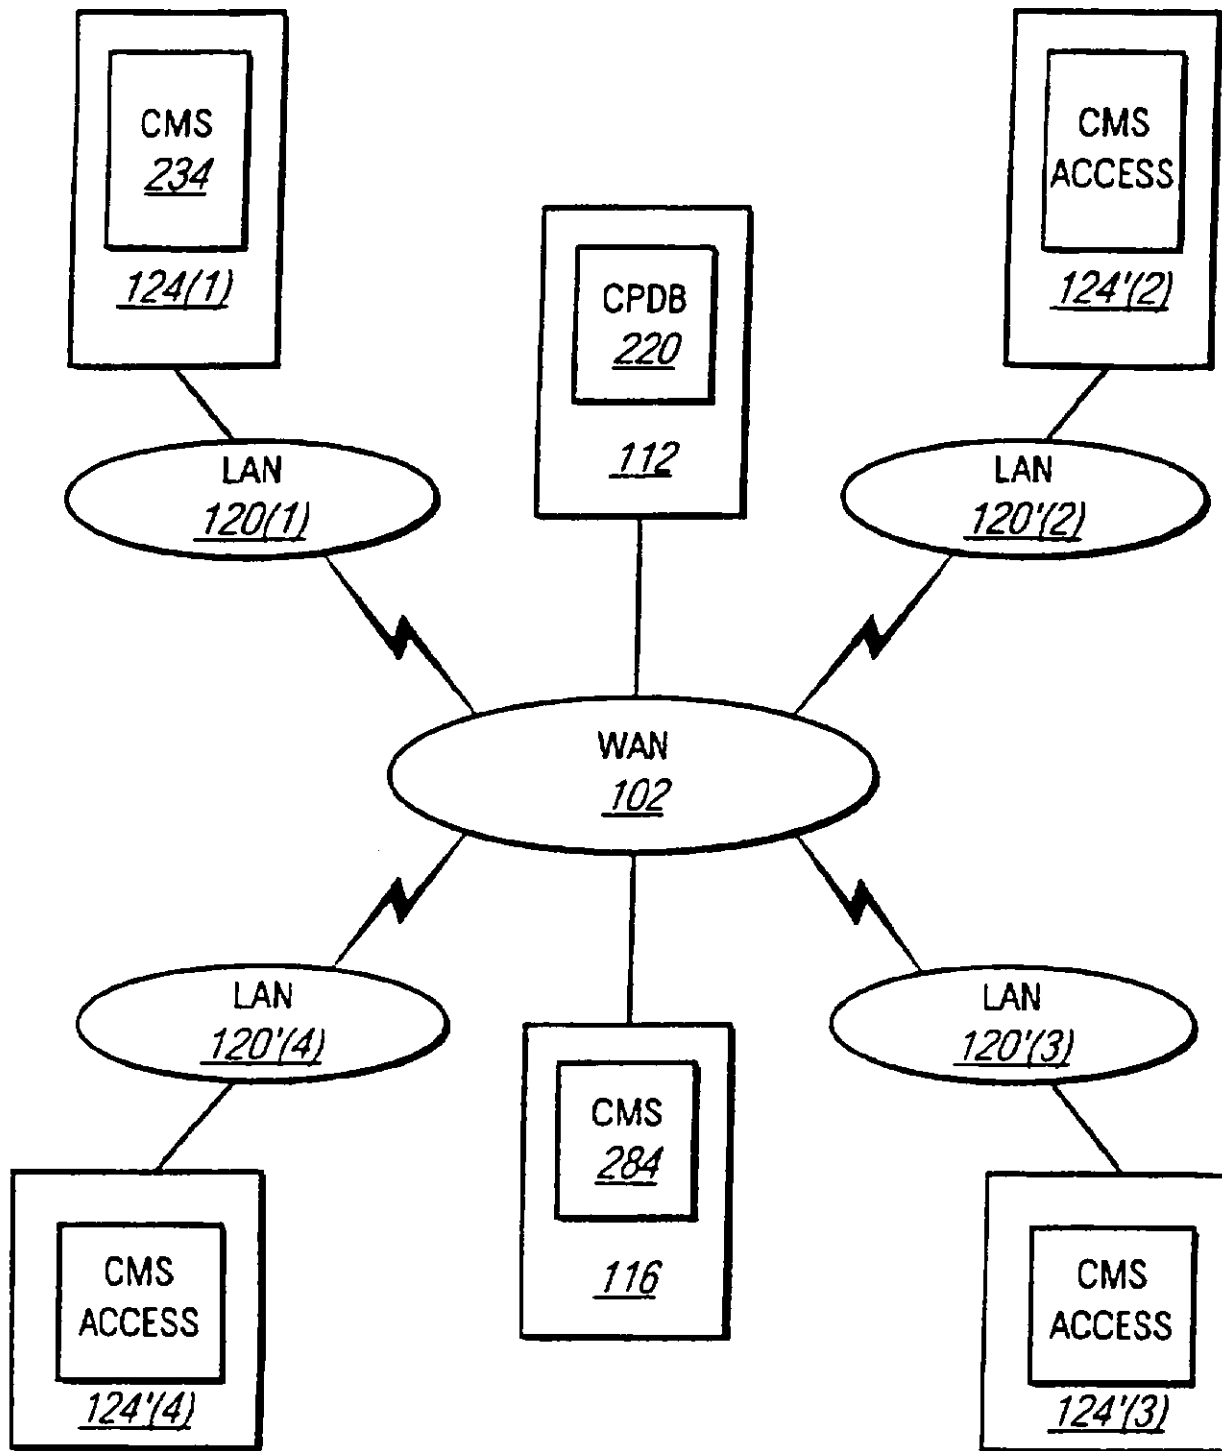 CMS
234
124(1)
CMS
ACCESS
124'(2)
CPDB
220
112
LAN
120(1)
LAN
120'(2)
WAN
102
LAN
120'(4)
LAN
120'(3)
CMS
284
116
CMS
ACCESS
124'(4)
CMS
ACCESS
124'(3)